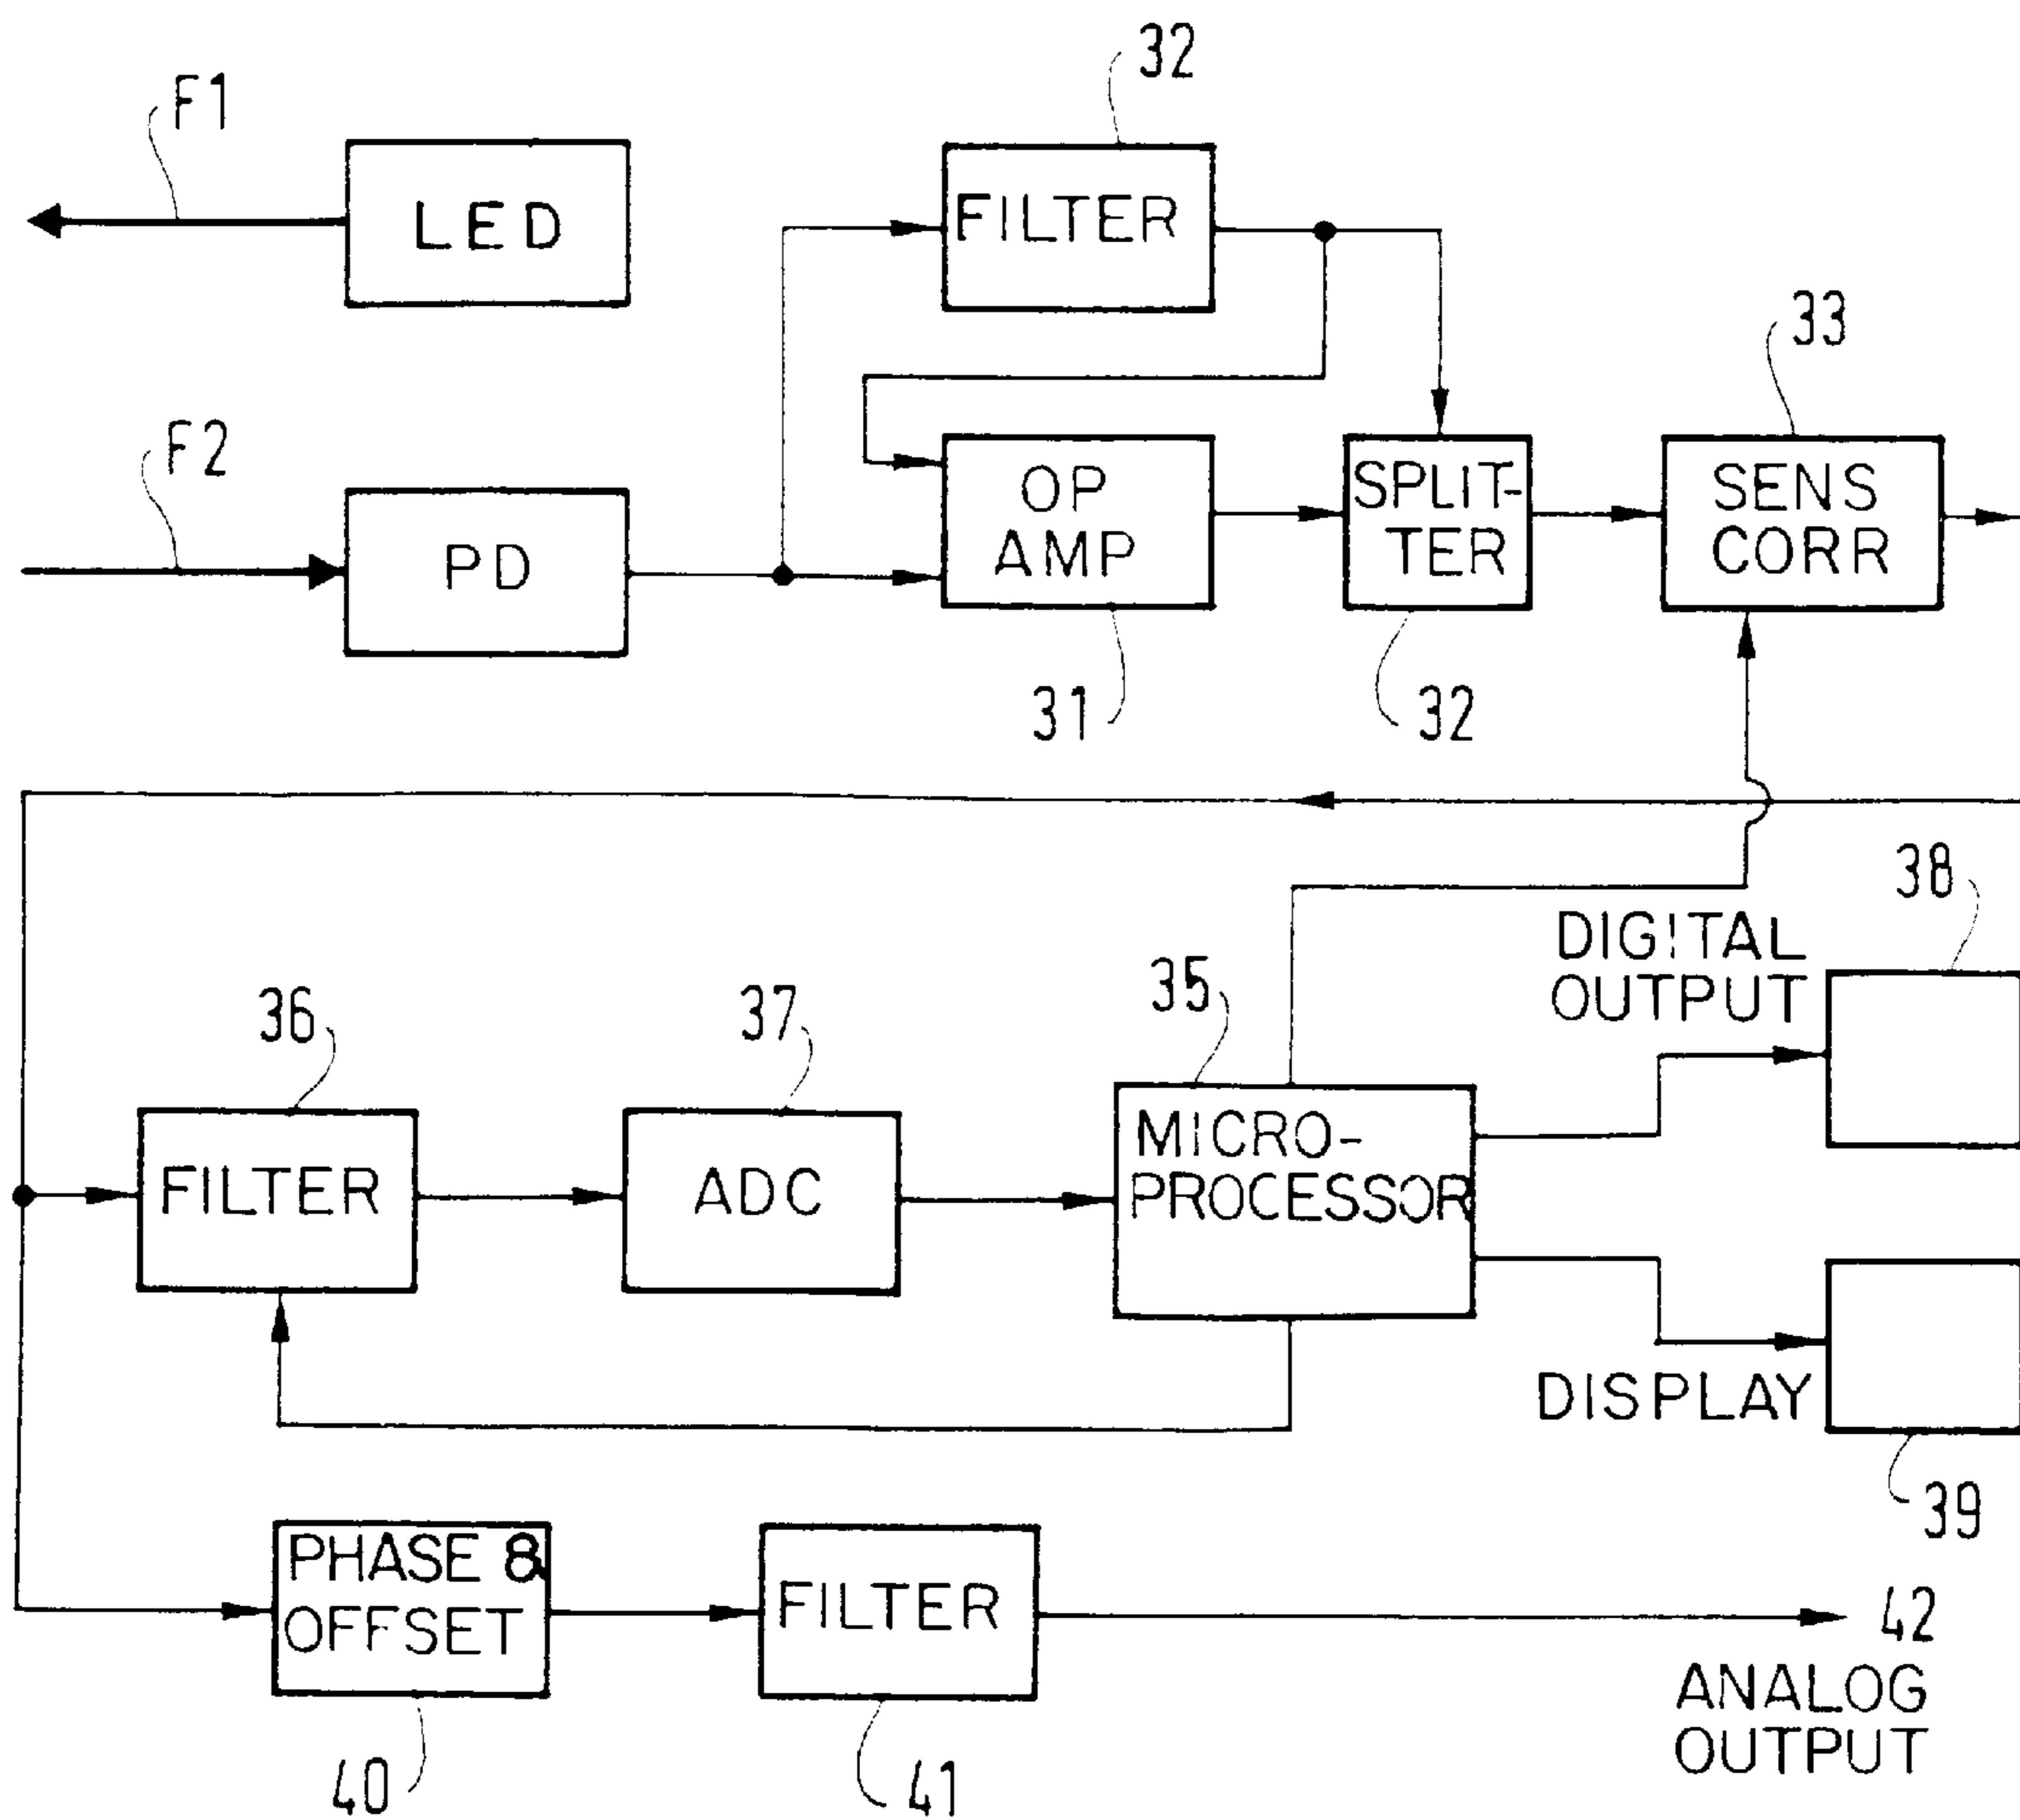 32
F1
LED
FILTER
33
F2
PD
OP
AMP
SPLIT-
TER
SENS
CORR
31
32
38
DIGITAL
OUTPUT
36
37
35
FILTER
ADC
MICRO-
PROCESSOR
DISPLAY
39
PHASE &
OFFSET
FILTER
42
ANALOG
OUTPUT
40
41